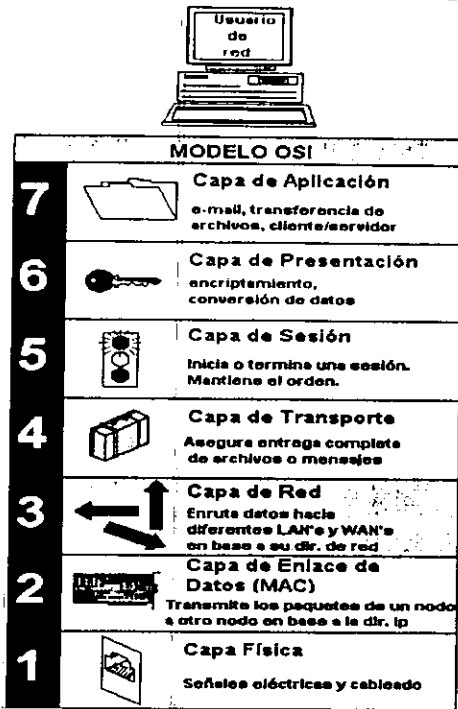 Usuario
de
red
MODELO OSI
7
Capa de Aplicación
e-mail, transferencia de
archivos, cliente/servidor
6
Capa de Presentación
encriptamiento,
conversión de datos
5
Capa de Sesión
Inicia o termina una sesión.
Mantiene el orden.
4
Capa de Transporte
Asegura entrega completa
de archivos o mensajes
3
Capa de Red
Enruta datos hacia
diferentes LAN's y WAN's
en base a su dir. de red
2
Capa de Enlace de
Datos (MAC)
Transmite los paquetes de un nodo
a otro nodo en base a la dir. ip
1
Capa Física
Señales eléctricas y cableado